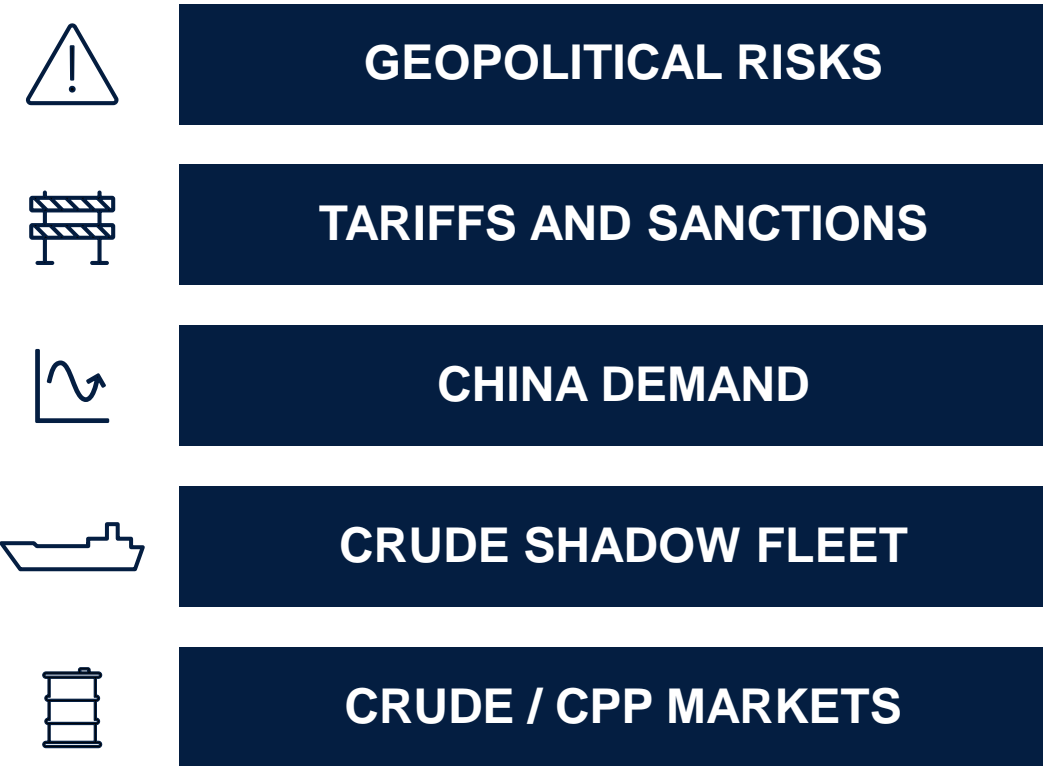 GEOPOLITICAL RISKS
TARIFFS AND SANCTIONS
CHINA DEMAND
CRUDE SHADOW FLEET
CRUDE / CPP MARKETS